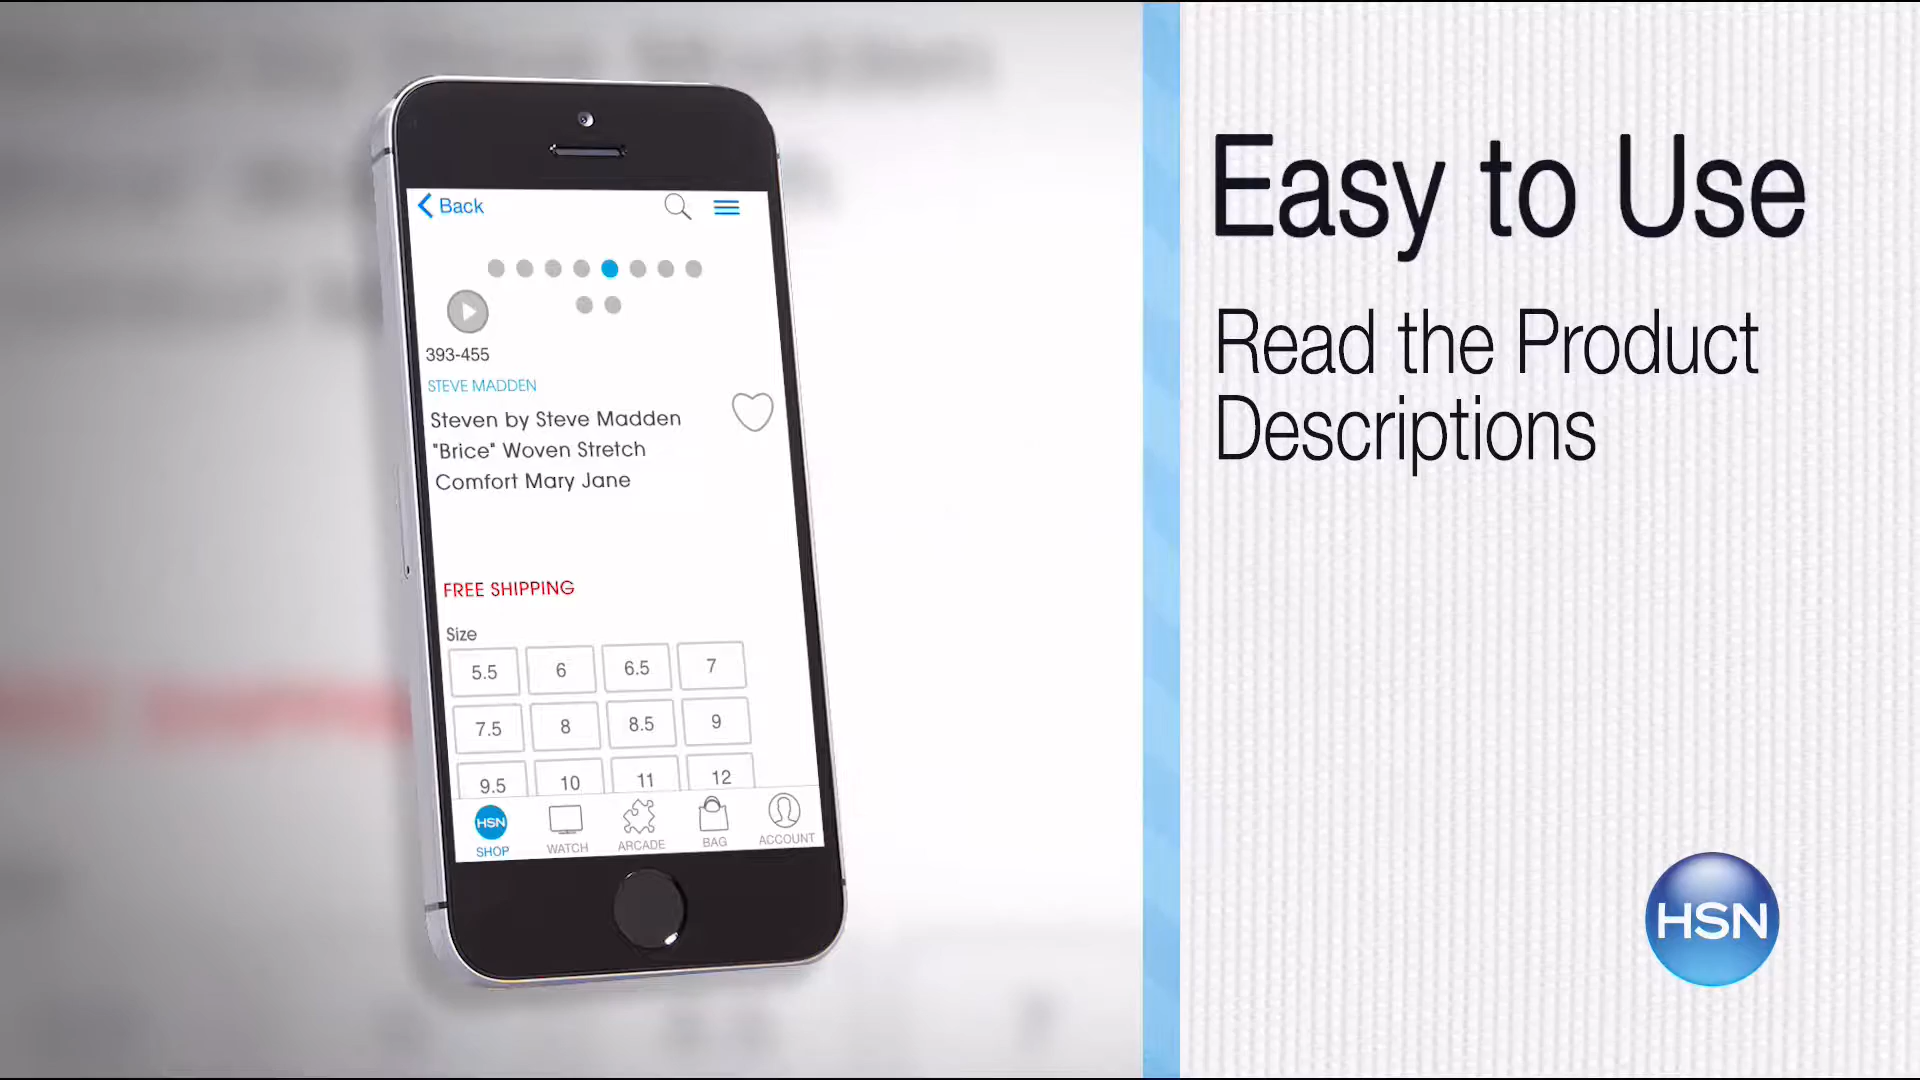 Back
393-455
STEVE MADDEN
Steven by Steve Madden
"Brice" Woven Stretch
Comfort Mary Jane
FREE SHIPPING
Size
5.5 6 6.5 7
7.5 8 8.5 9
9.5 10 11 12
HSN
SHOP WATCH ARCADE BAG ACCOUNT
Easy to Use
Read the Product
Descriptions
HSN